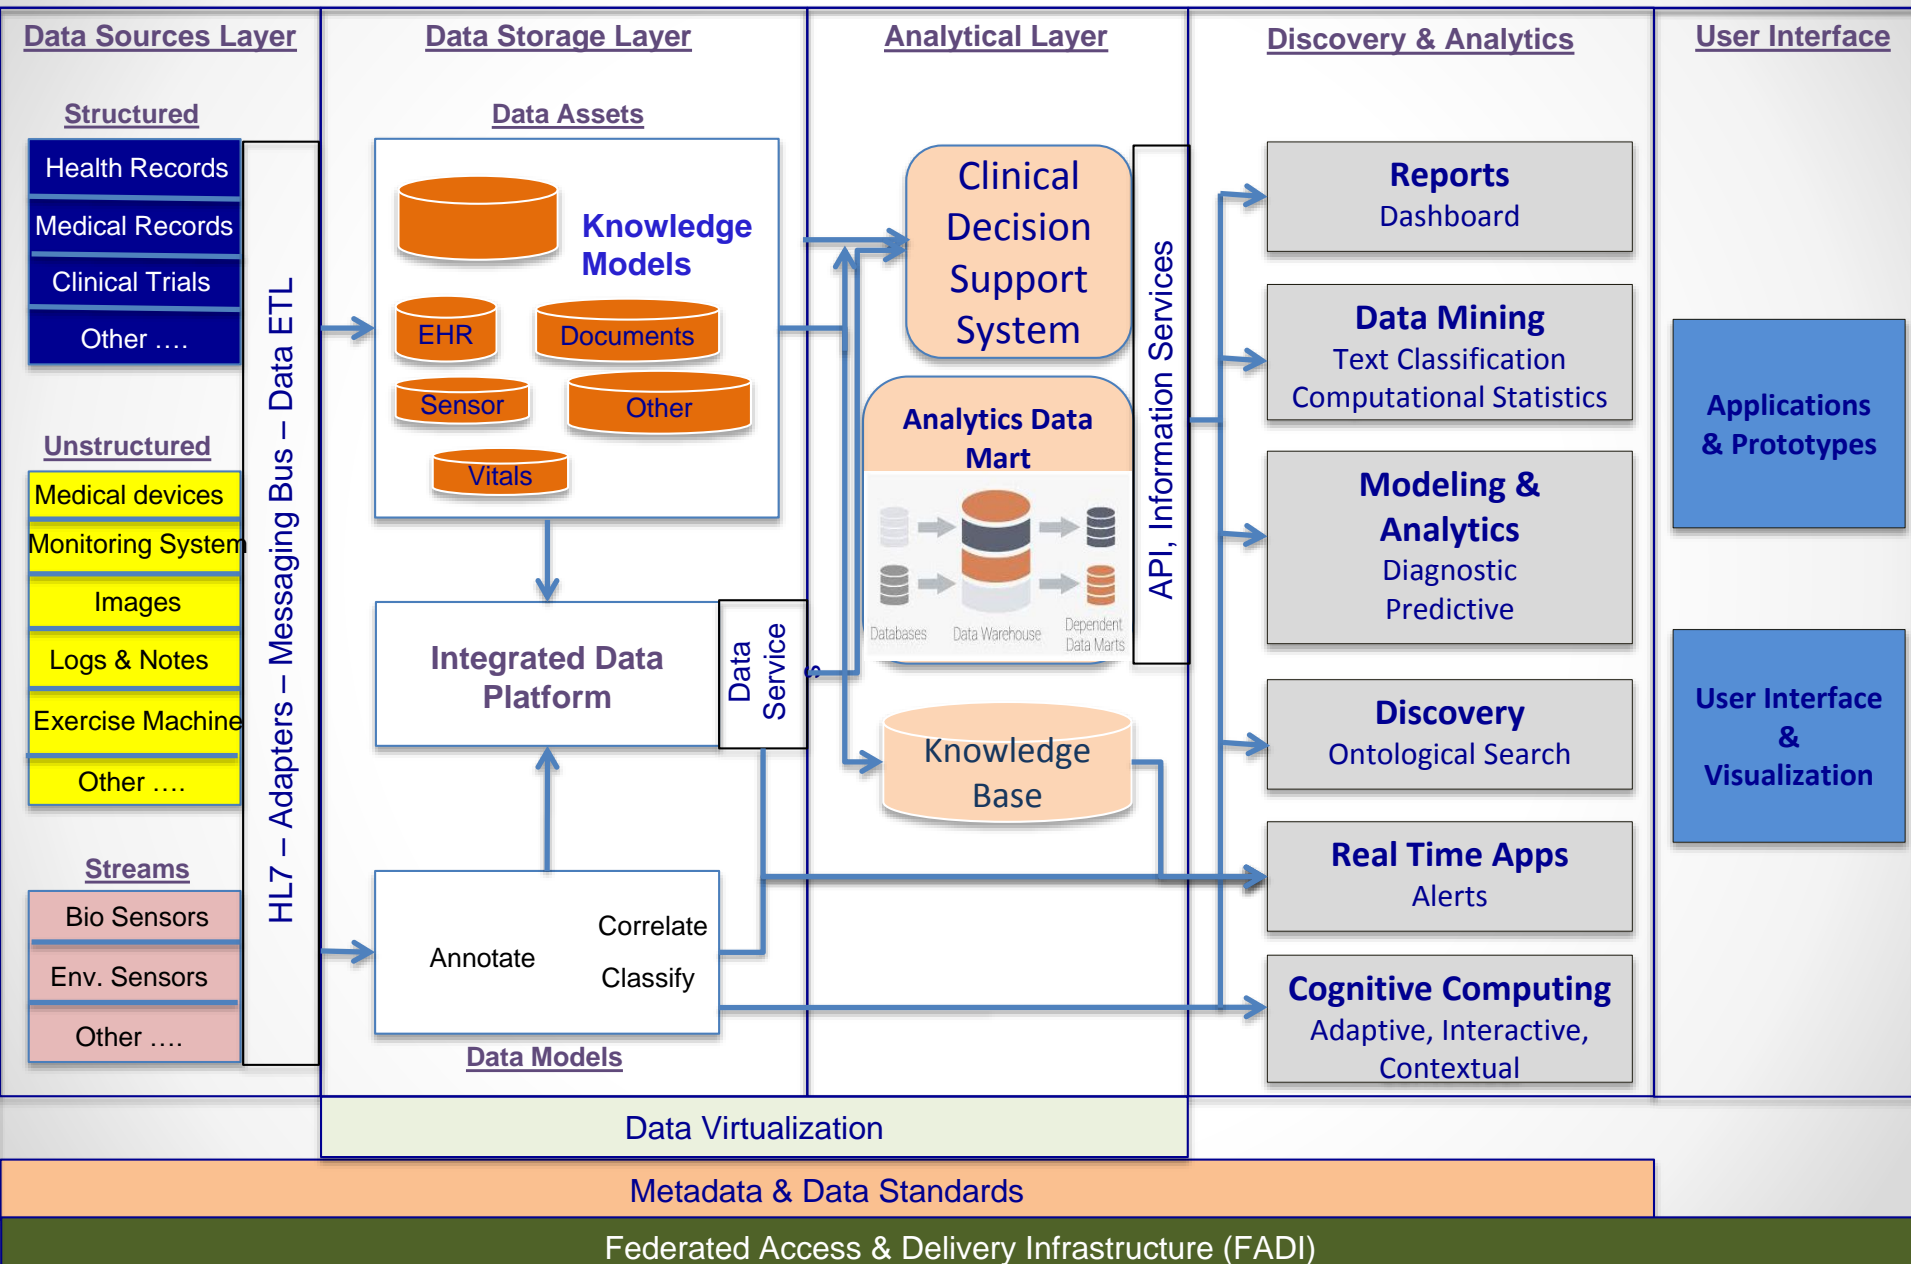 Data Sources Layer
Structured
Health Records
Medical Records
Clinical Trials
Other ….
Unstructured
Medical devices
Monitoring System
Images
Logs & Notes
Exercise Machine
Other ….
Streams
Bio Sensors
Env. Sensors
Other ….
HL7 – Adapters – Messaging Bus – Data ETL
Data Storage Layer
Data Assets
Knowledge
Models
EHR
Documents
Sensor
Other
Vitals
Integrated Data
Platform
Data
Service
s
Annotate
Correlate
Classify
Data Models
Analytical Layer
Clinical
Decision
Support
System
Analytics Data
Mart
Databases
Data Warehouse
Dependent
Data Marts
Knowledge
Base
API, Information Services
Discovery & Analytics
Reports
Dashboard
Data Mining
Text Classification
Computational Statistics
Modeling &
Analytics
Diagnostic
Predictive
Discovery
Ontological Search
Real Time Apps
Alerts
Cognitive Computing
Adaptive, Interactive,
Contextual
User Interface
Applications
& Prototypes
User Interface
&
Visualization
Data Virtualization
Metadata & Data Standards
Federated Access & Delivery Infrastructure (FADI)